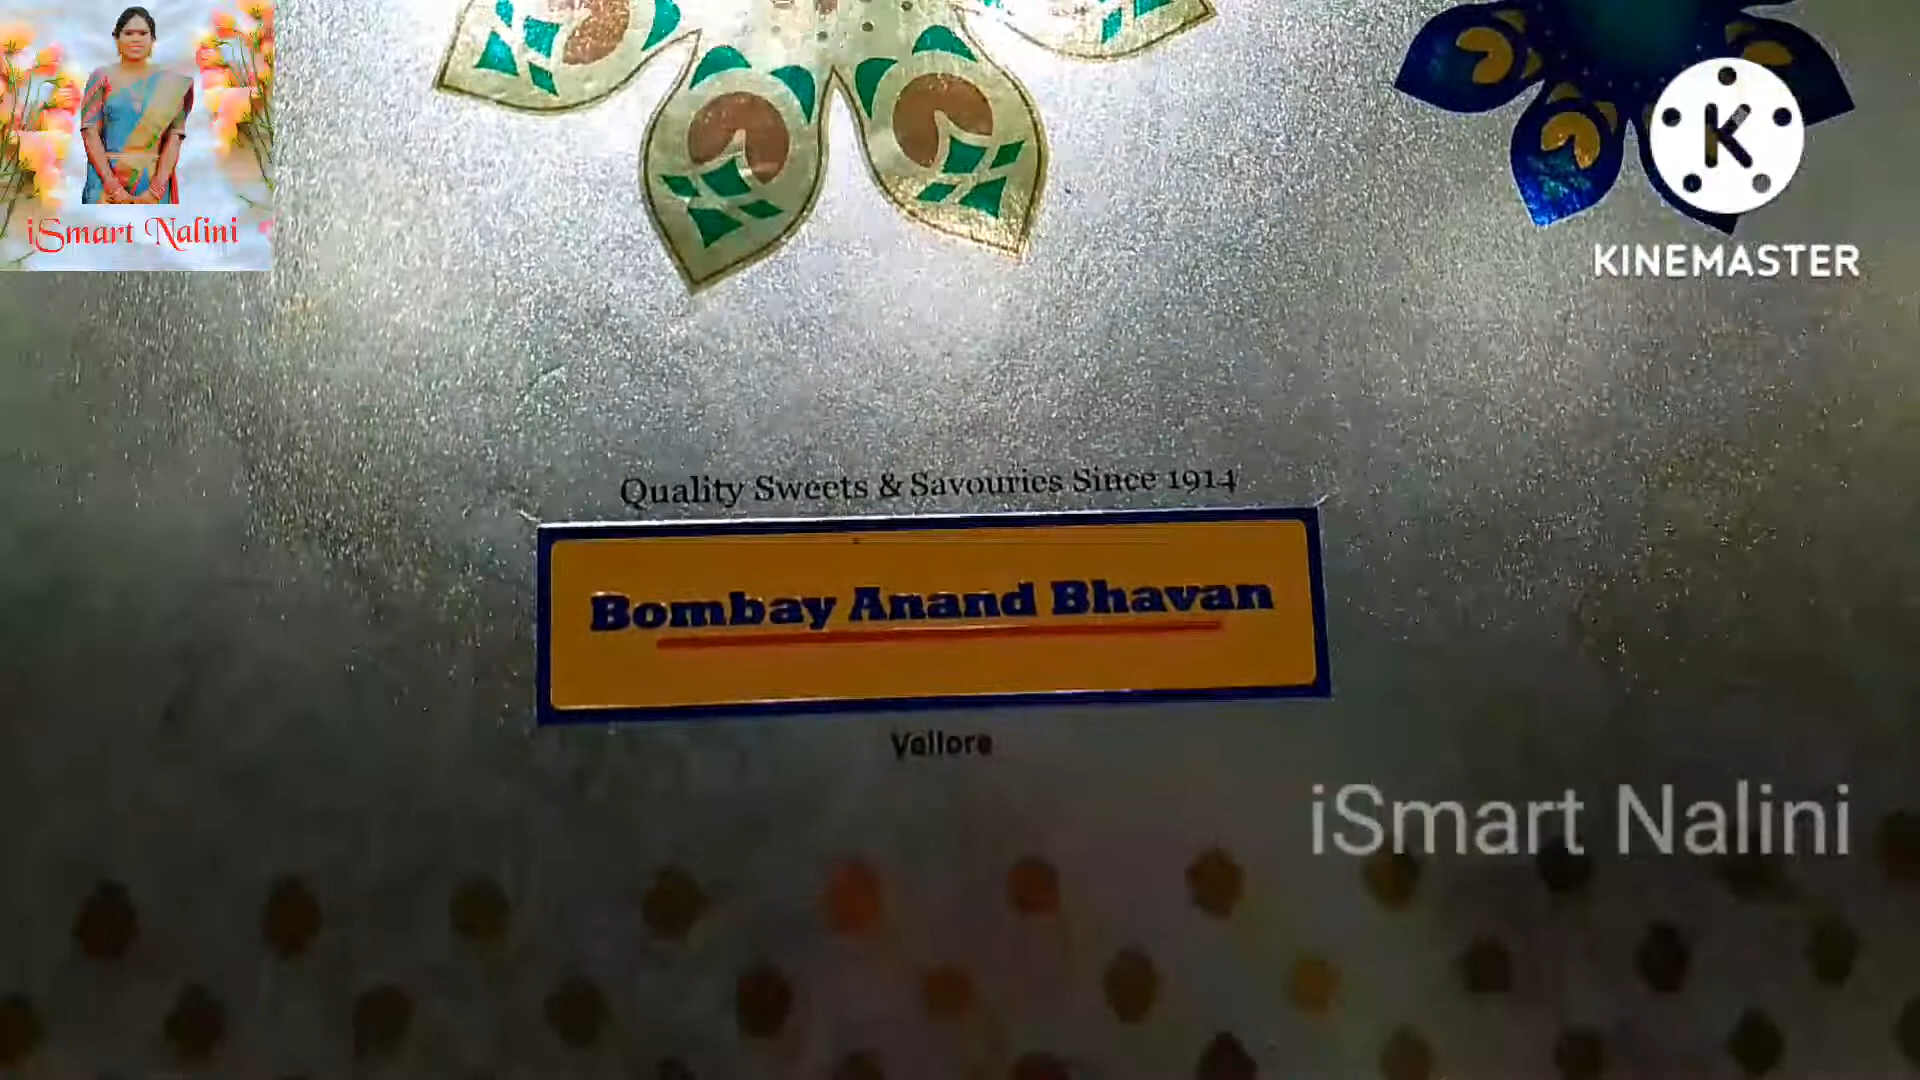 iSmart Nalini
K
KINEMASTER
Quality Sweets & Savouries Since 1914
Bombay Anand Bhavan
Vellore
iSmart Nalini